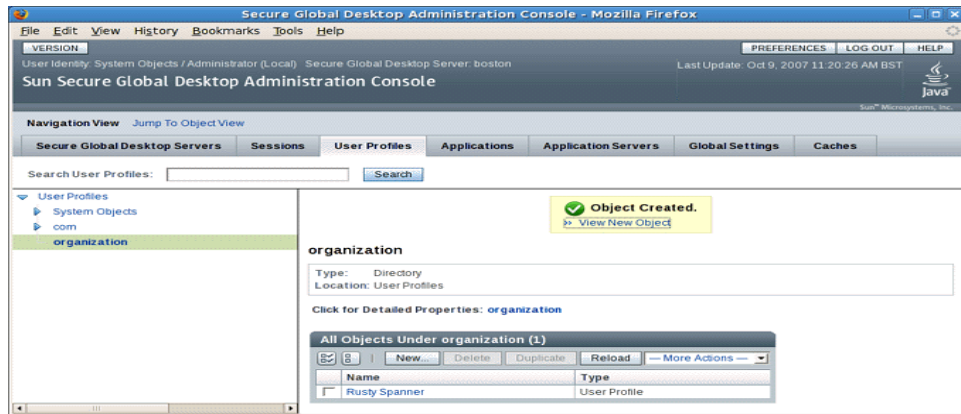 Secure Global Desktop Administration Console - Mozilla Firefox
File Edit View History Bookmarks Tools Help
VERSION PREFERENCES LOG OUT HELP
User Identity: System Objects / Administrator (Local) Secure Global Desktop Server: boston Last Update: Oct 9, 2007 11:20:26 AM BST
Sun Secure Global Desktop Administration Console
Java
Sun™ Microsystems, Inc.
Navigation View Jump To Object View
Secure Global Desktop Servers Sessions User Profiles Applications Application Servers Global Settings Caches
Search User Profiles: Search
User Profiles
System Objects
com
organization
Object Created.
View New Object
organization
Type: Directory
Location: User Profiles
Click for Detailed Properties: organization
All Objects Under organization (1)
New... Delete Duplicate Reload — More Actions —
Name Type
Rusty Spanner User Profile